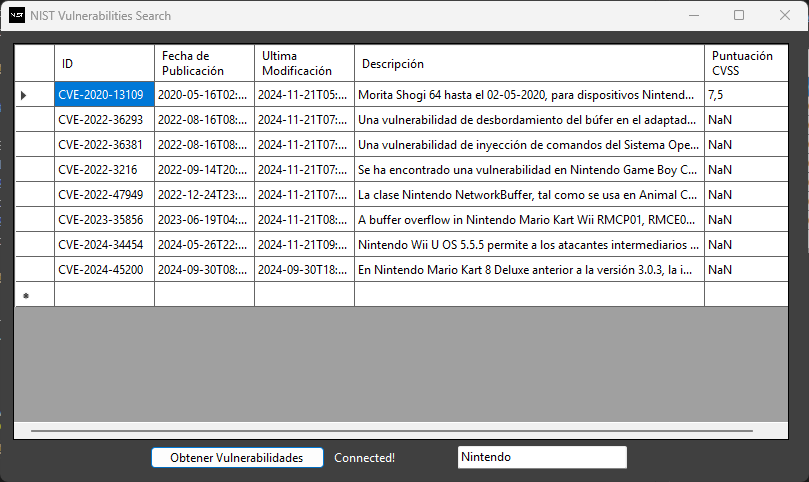 NIST NIST Vulnerabilities Search
ID Fecha de Publicación Ultima Modificación Descripción Puntuación CVSS
CVE-2020-13109 2020-05-16T02:... 2024-11-21T05:... Morita Shogi 64 hasta el 02-05-2020, para dispositivos Nintend... 7,5
CVE-2022-36293 2022-08-16T08:... 2024-11-21T07:... Una vulnerabilidad de desbordamiento del búfer en el adaptad... NaN
CVE-2022-36381 2022-08-16T08:... 2024-11-21T07:... Una vulnerabilidad de inyección de comandos del Sistema Ope... NaN
CVE-2022-3216 2022-09-14T20:... 2024-11-21T07:... Se ha encontrado una vulnerabilidad en Nintendo Game Boy C... NaN
CVE-2022-47949 2022-12-24T23:... 2024-11-21T07:... La clase Nintendo NetworkBuffer, tal como se usa en Animal C... NaN
CVE-2023-35856 2023-06-19T04:... 2024-11-21T08:... A buffer overflow in Nintendo Mario Kart Wii RMCP01, RMCE0... NaN
CVE-2024-34454 2024-05-26T22:... 2024-11-21T09:... Nintendo Wii U OS 5.5.5 permite a los atacantes intermediarios ... NaN
CVE-2024-45200 2024-09-30T08:... 2024-09-30T18:... En Nintendo Mario Kart 8 Deluxe anterior a la versión 3.0.3, la i... NaN
Obtener Vulnerabilidades Connected! Nintendo